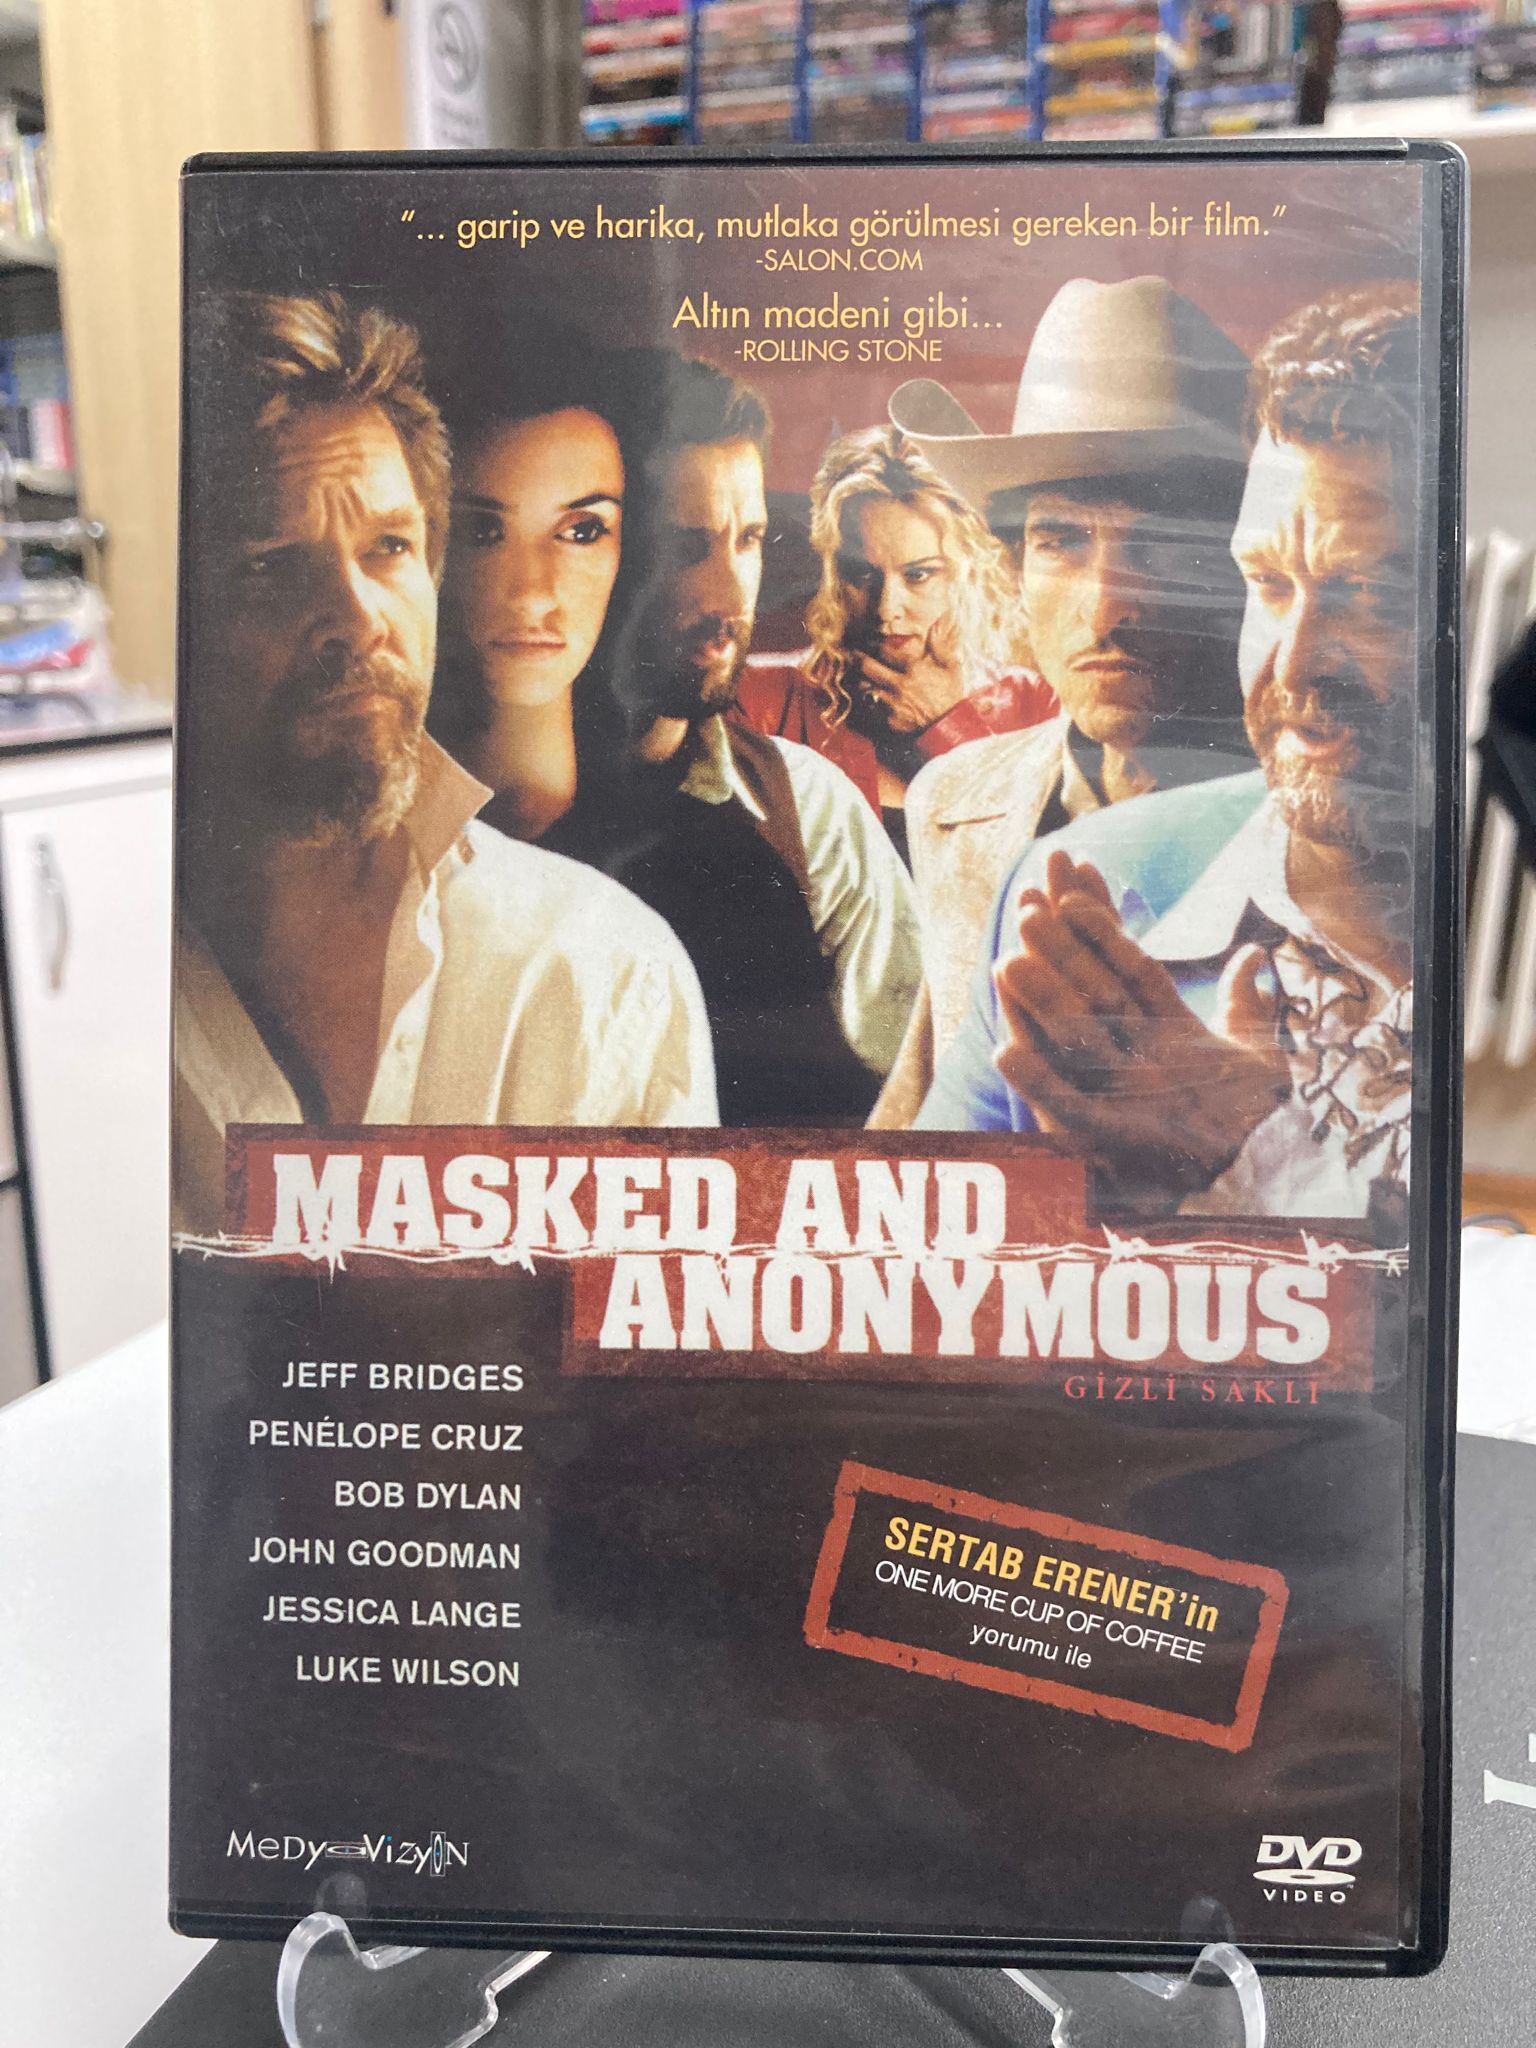 "... garip ve harika, mutlaka görülmesi gereken bir film."
-SALON.COM
Altın madeni gibi...
-ROLLING STONE
MASKED AND
ANONYMOUS
GİZLİ SAKLI
JEFF BRIDGES
PENÉLOPE CRUZ
BOB DYLAN
JOHN GOODMAN
JESSICA LANGE
LUKE WILSON
SERTAB ERENER'in
ONE MORE CUP OF COFFEE
yorumu ile
MeDyaVizyON
DVD
VIDEO